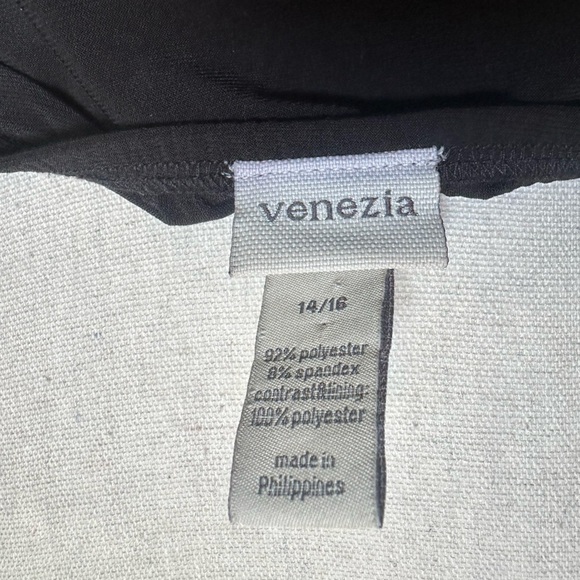 venezia
14/16
92% polyester
8% spandex
contrast&lining:
100% polyester
made in
Philippines